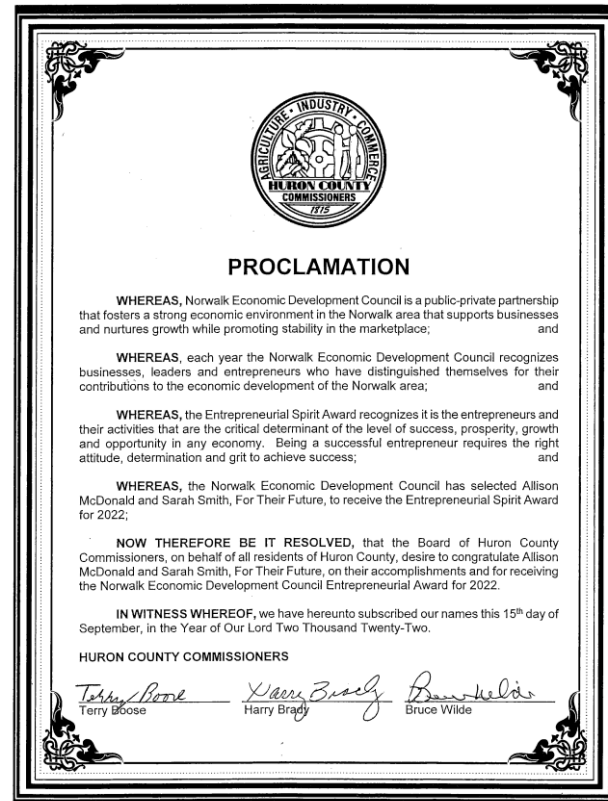 AGRICULTURE · INDUSTRY · COMMERCE
HURON COUNTY
COMMISSIONERS
1815
PROCLAMATION
WHEREAS, Norwalk Economic Development Council is a public-private partnership
that fosters a strong economic environment in the Norwalk area that supports businesses
and nurtures growth while promoting stability in the marketplace; and
WHEREAS, each year the Norwalk Economic Development Council recognizes
businesses, leaders and entrepreneurs who have distinguished themselves for their
contributions to the economic development of the Norwalk area; and
WHEREAS, the Entrepreneurial Spirit Award recognizes it is the entrepreneurs and
their activities that are the critical determinant of the level of success, prosperity, growth
and opportunity in any economy. Being a successful entrepreneur requires the right
attitude, determination and grit to achieve success; and
WHEREAS, the Norwalk Economic Development Council has selected Allison
McDonald and Sarah Smith, For Their Future, to receive the Entrepreneurial Spirit Award
for 2022;
NOW THEREFORE BE IT RESOLVED, that the Board of Huron County
Commissioners, on behalf of all residents of Huron County, desire to congratulate Allison
McDonald and Sarah Smith, For Their Future, on their accomplishments and for receiving
the Norwalk Economic Development Council Entrepreneurial Award for 2022.
IN WITNESS WHEREOF, we have hereunto subscribed our names this 15th day of
September, in the Year of Our Lord Two Thousand Twenty-Two.
HURON COUNTY COMMISSIONERS
Terry Boose Harry Brady Bruce Wilde
Terry Boose Harry Brady Bruce Wilde